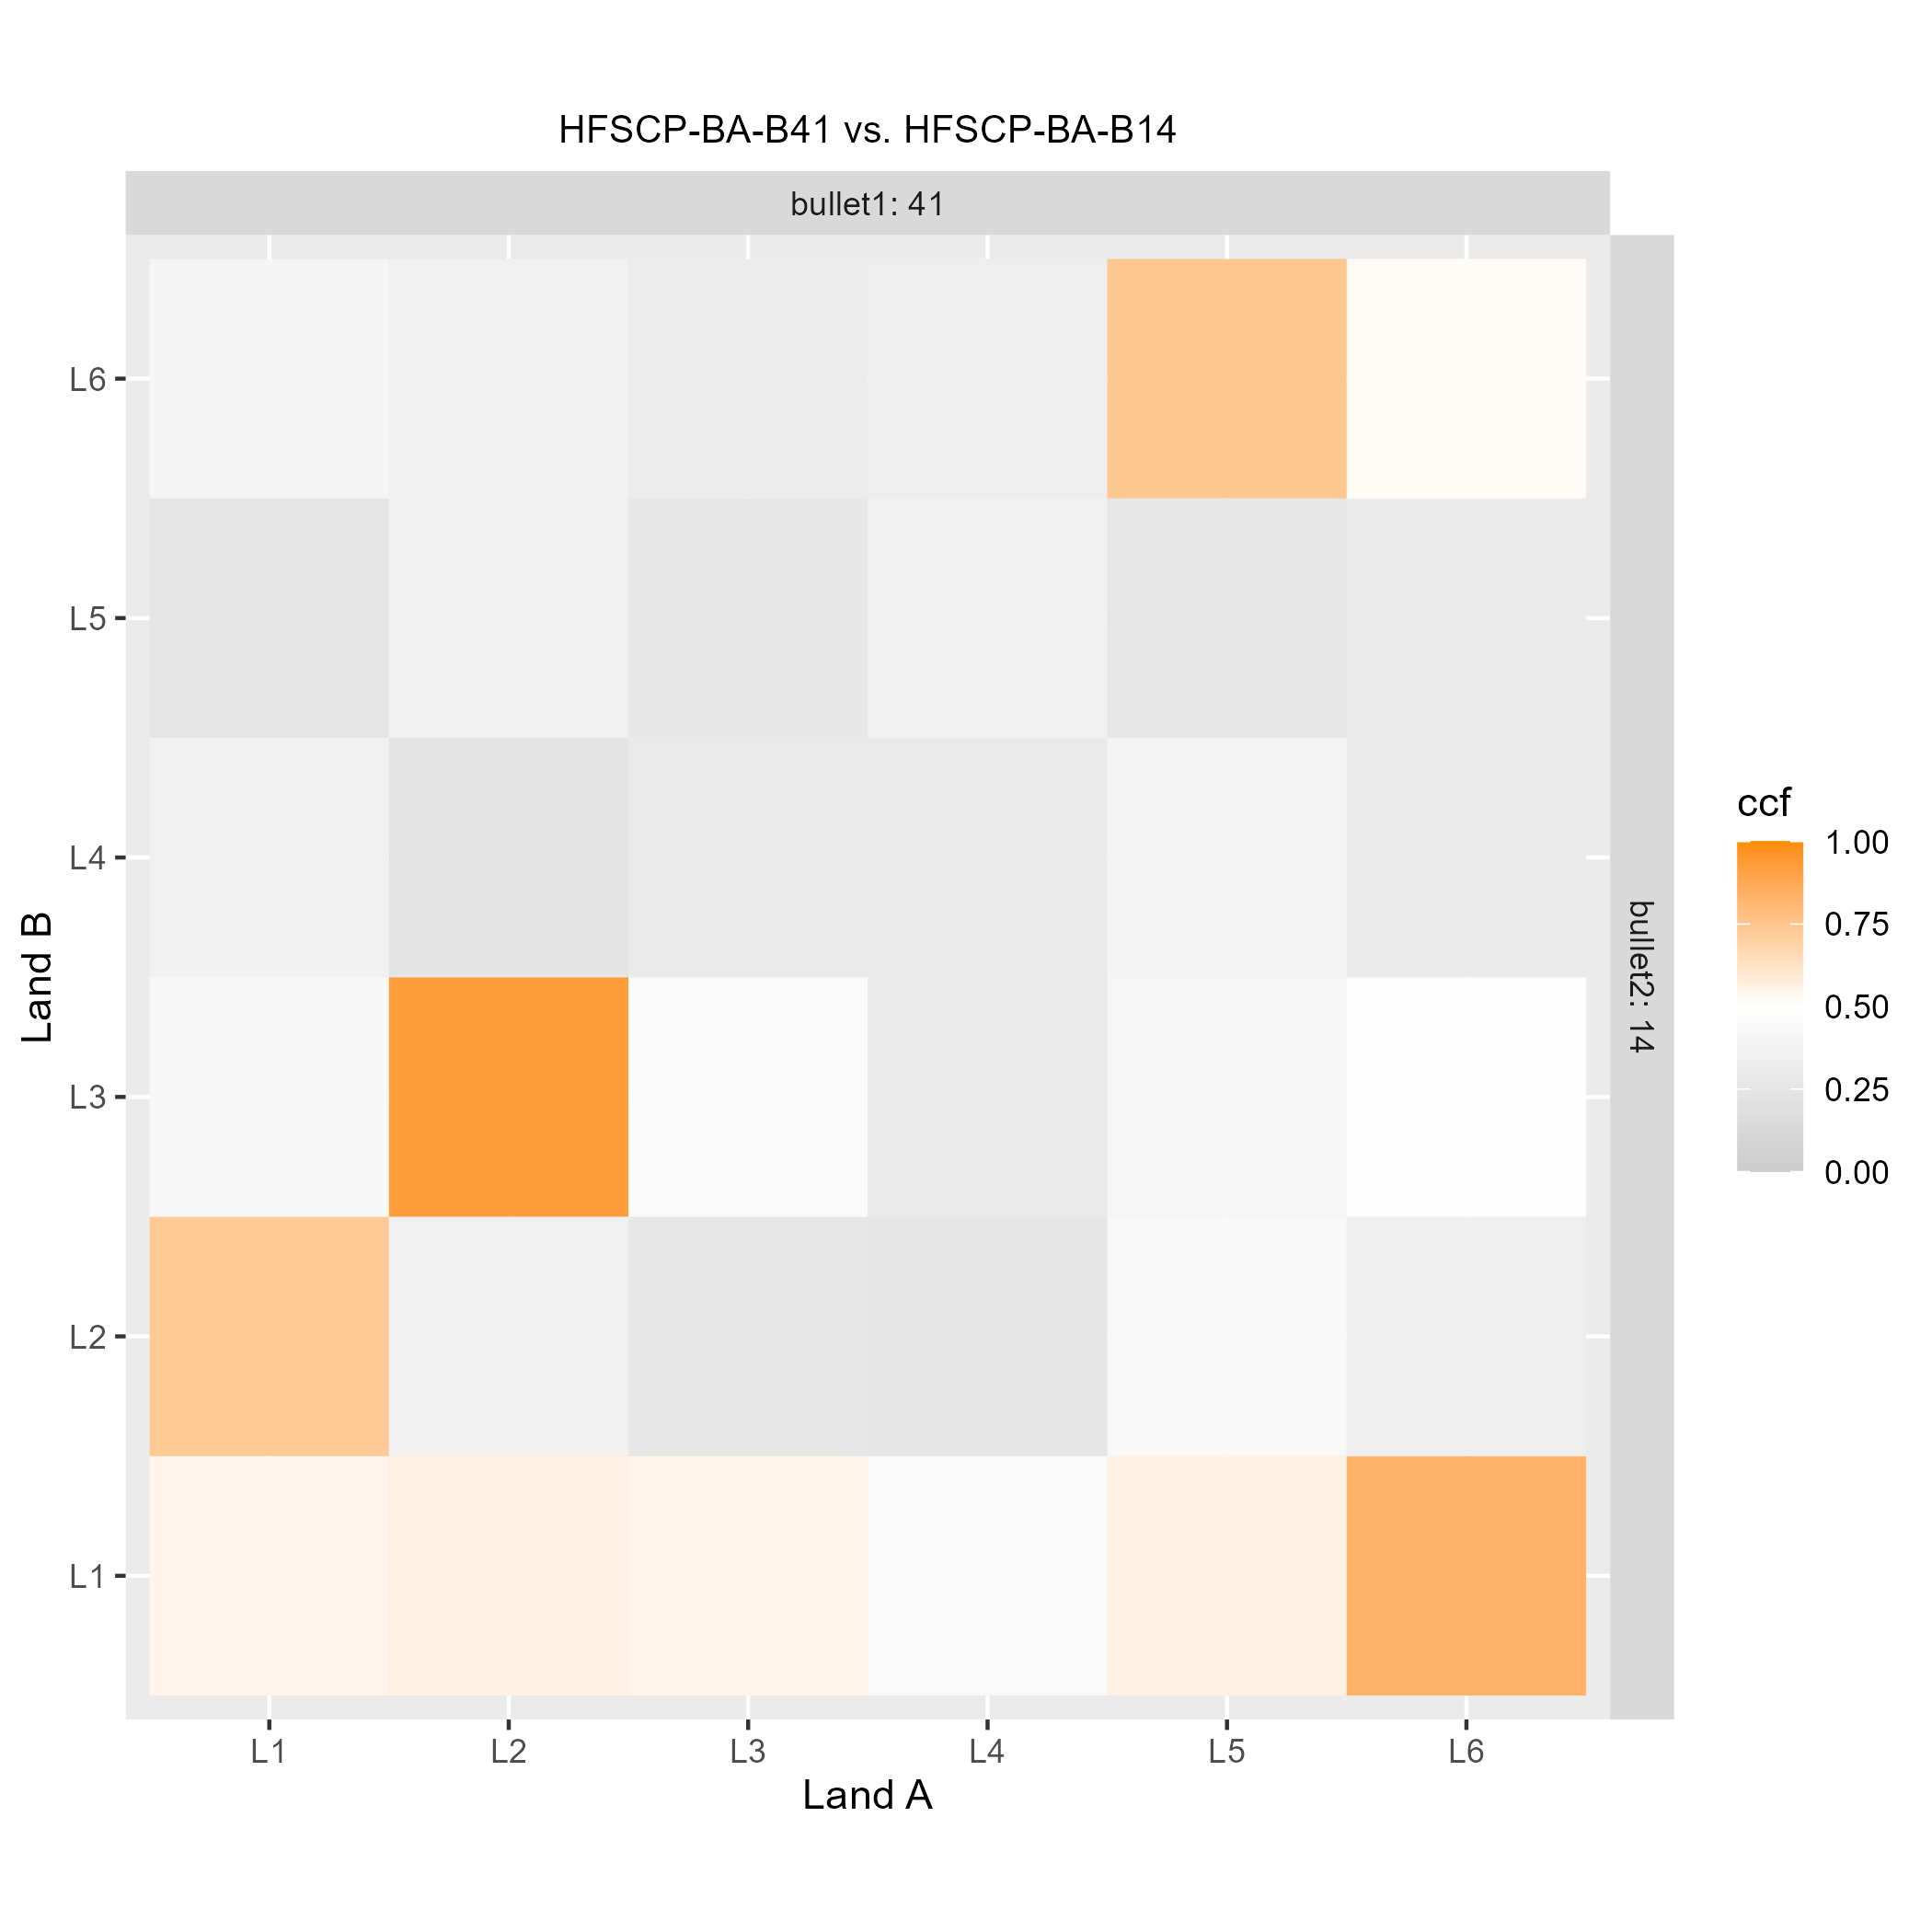 HFSCP-BA-B41 vs. HFSCP-BA-B14
bullet1: 41
L6
L5
L4
L3
L2
L1
Land B
L1 L2 L3 L4 L5 L6
Land A
bullet2: 14
ccf
1.00
0.75
0.50
0.25
0.00